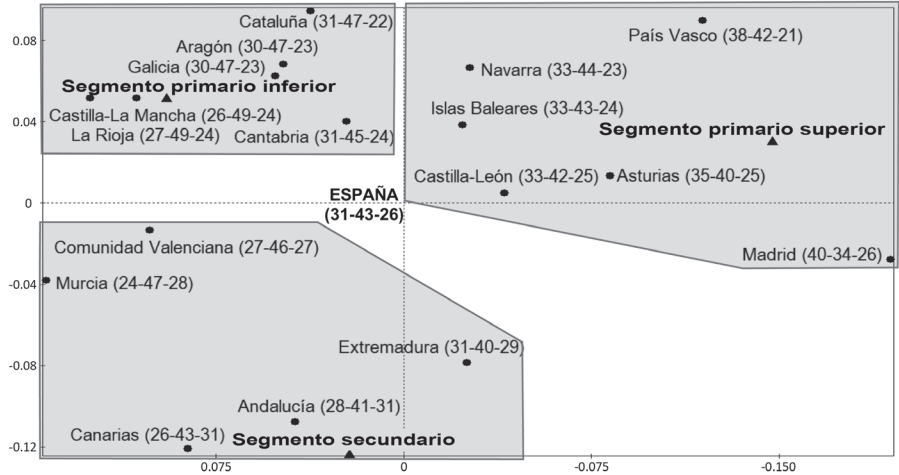 Cataluña (31-47-22)
0.08
País Vasco (38-42-21)
Aragón (30-47-23)
Galicia (30-47-23)
Navarra (33-44-23)
Segmento primario inferior
Islas Baleares (33-43-24)
Castilla-La Mancha (26-49-24)
0.04
Segmento primario superior
La Rioja (27-49-24)
Cantabria (31-45-24)
Castilla-León (33-42-25)
Asturias (35-40-25)
ESPAÑA
0
(31-43-26)
Comunidad Valenciana (27-46-27)
Madrid (40-34-26)
-0.04
Murcia (24-47-28)
Extremadura (31-40-29)
-0.08
Andalucía (28-41-31)
Canarias (26-43-31)
Segmento secundario
-0.12
0.075
0
-0.075
-0.150